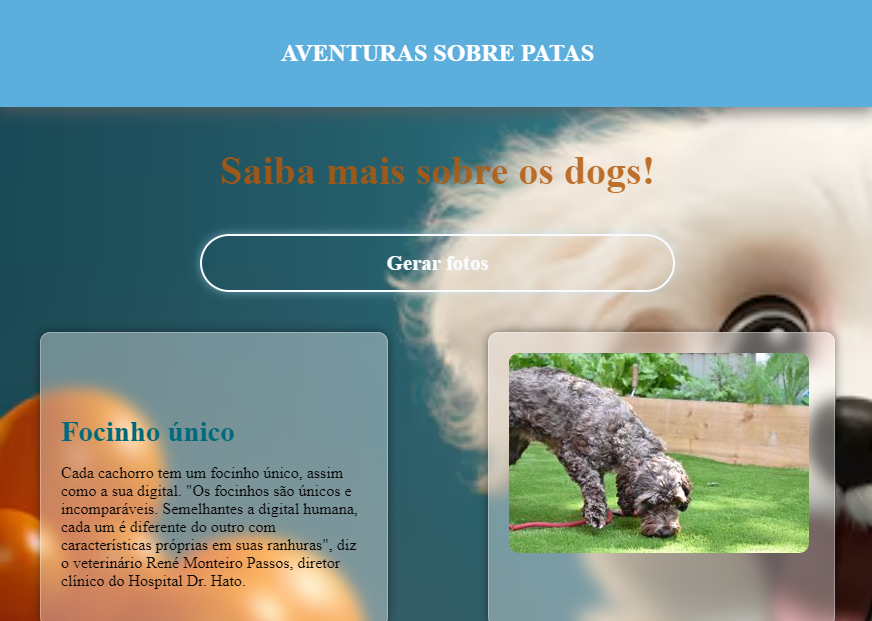 AVENTURAS SOBRE PATAS
Saiba mais sobre os dogs!
Gerar fotos
Focinho único
Cada cachorro tem um focinho único, assim
como a sua digital. "Os focinhos são únicos e
incomparáveis. Semelhantes a digital humana,
cada um é diferente do outro com
características próprias em suas ranhuras", diz
o veterinário René Monteiro Passos, diretor
clínico do Hospital Dr. Hato.